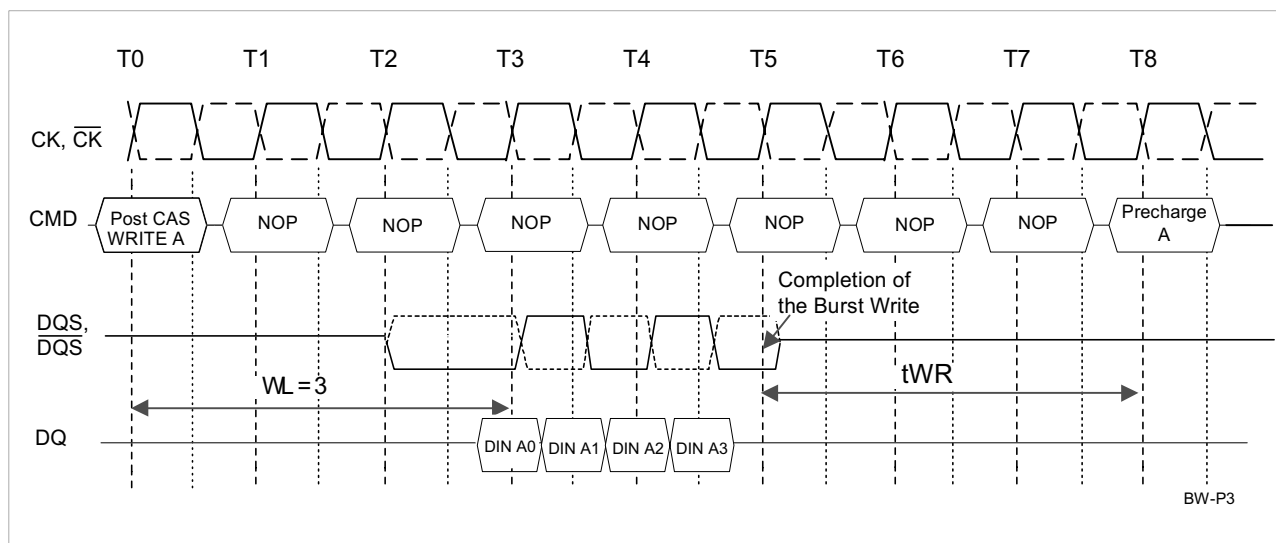 T0 T1 T2 T3 T4 T5 T6 T7 T8
CK, CK
CMD
Post CAS
WRITE A
NOP NOP NOP NOP NOP NOP NOP
Precharge
A
Completion of
the Burst Write
DQS,
DQS
WL = 3
tWR
DQ
DIN A0 DIN A1 DIN A2 DIN A3
BW-P3